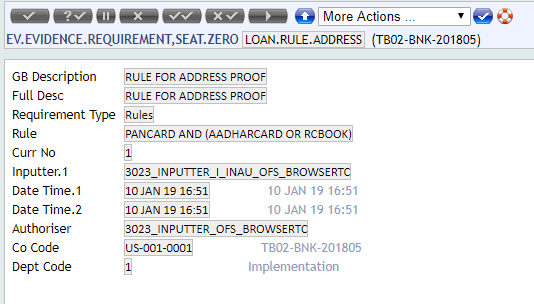 More Actions ...
EV.EVIDENCE.REQUIREMENT,SEAT.ZERO LOAN.RULE.ADDRESS (TB02-BNK-201805)
GB Description RULE FOR ADDRESS PROOF
Full Desc RULE FOR ADDRESS PROOF
Requirement Type Rules
Rule PANCARD AND (AADHARCARD OR RCBOOK)
Curr No 1
Inputter.1 3023_INPUTTER_I_INAU_OFS_BROWSERTC
Date Time.1 10 JAN 19 16:51 10 JAN 19 16:51
Date Time.2 10 JAN 19 16:51 10 JAN 19 16:51
Authoriser 3023_INPUTTER_OFS_BROWSERTC
Co Code US-001-0001 TB02-BNK-201805
Dept Code 1 Implementation